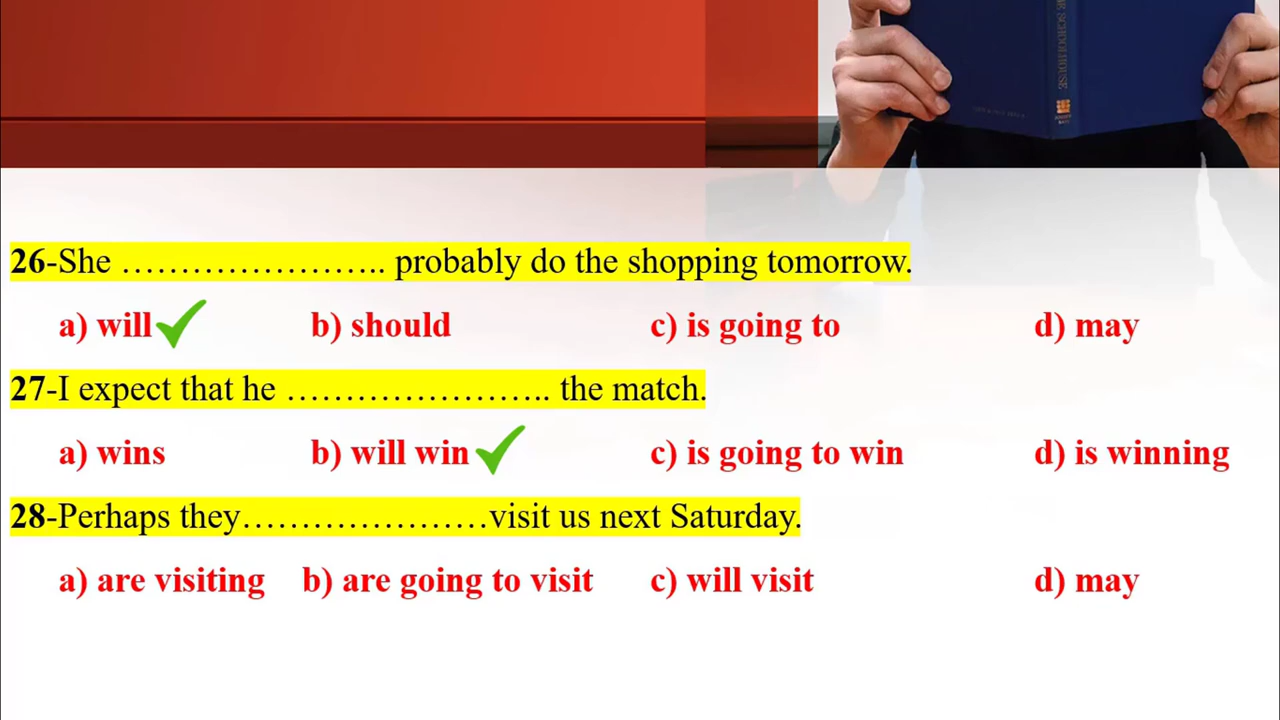 26-She …………………….. probably do the shopping tomorrow.
a) will b) should c) is going to d) may
27-I expect that he …………………….. the match.
a) wins b) will win c) is going to win d) is winning
28-Perhaps they…………………visit us next Saturday.
a) are visiting b) are going to visit c) will visit d) may